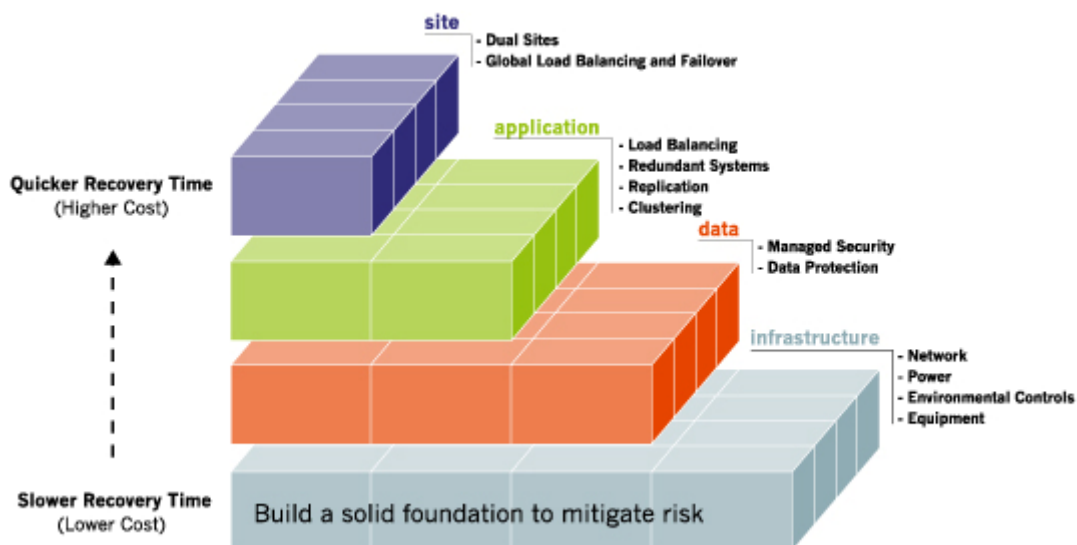 site
- Dual Sites
- Global Load Balancing and Failover
application
- Load Balancing
- Redundant Systems
- Replication
- Clustering
Quicker Recovery Time
(Higher Cost)
data
- Managed Security
- Data Protection
infrastructure
- Network
- Power
- Environmental Controls
- Equipment
Slower Recovery Time
(Lower Cost)
Build a solid foundation to mitigate risk